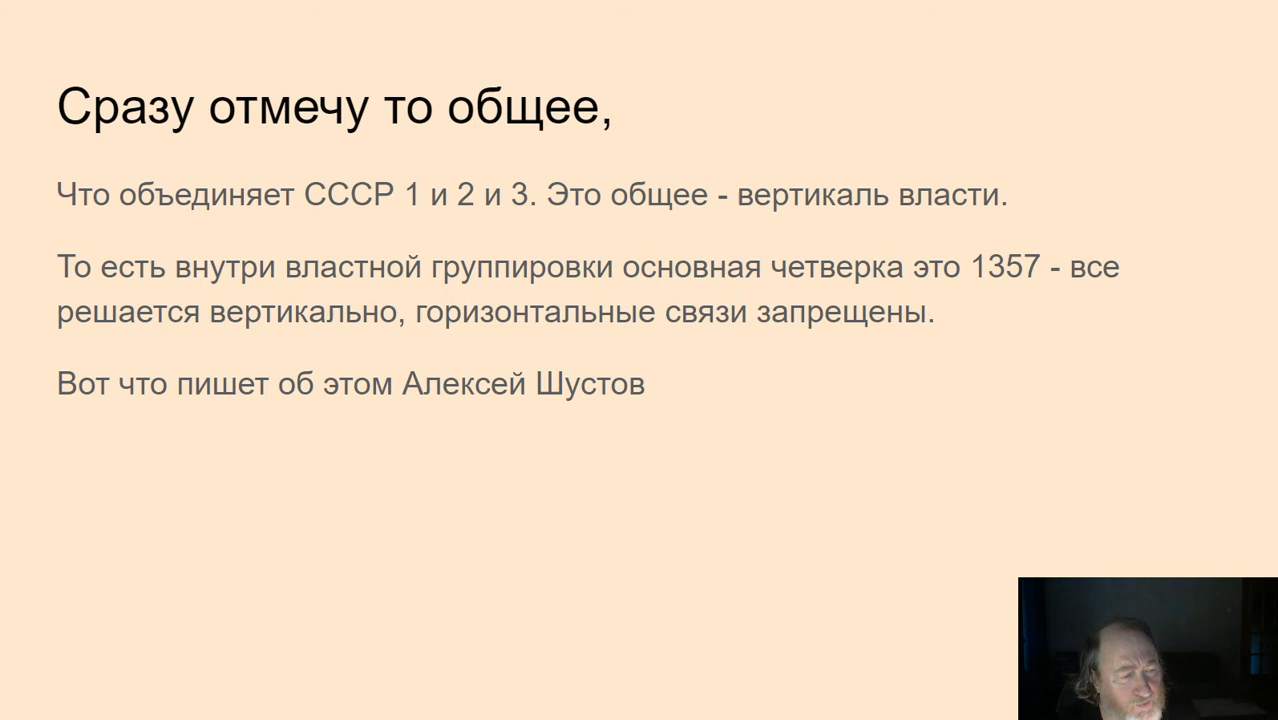 Сразу отмечу то общее,
Что объединяет СССР 1 и 2 и 3. Это общее - вертикаль власти.
То есть внутри властной группировки основная четверка это 1357 - все
решается вертикально, горизонтальные связи запрещены.
Вот что пишет об этом Алексей Шустов